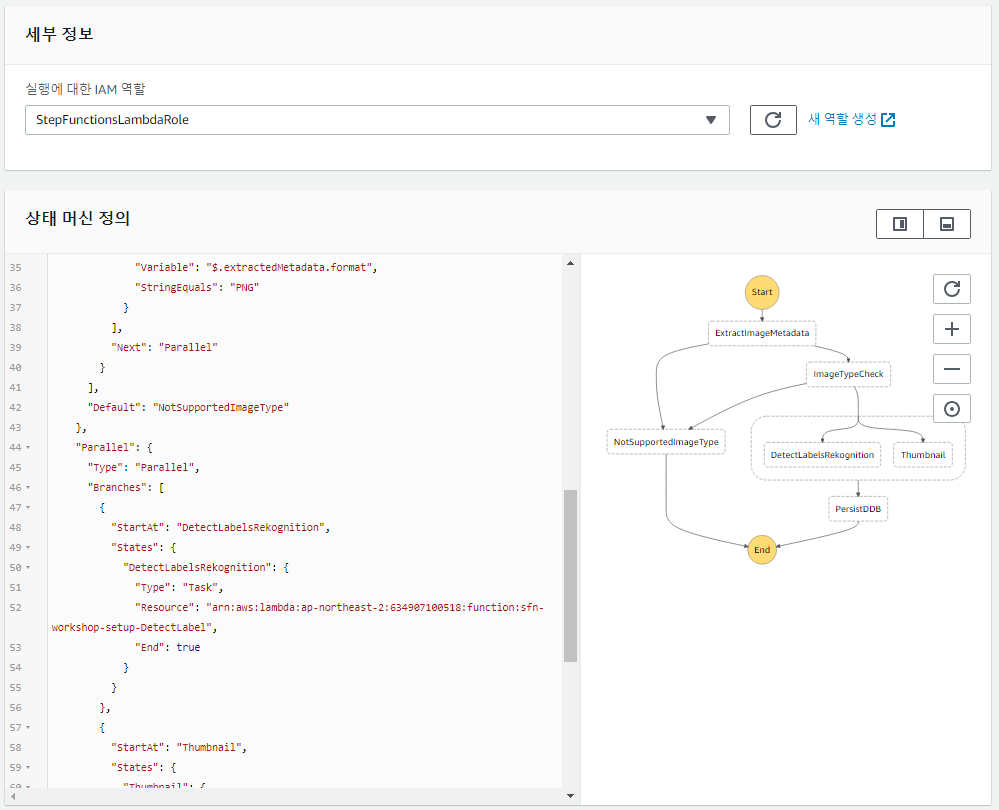 세부 정보
실행에 대한 IAM 역할
StepFunctionsLambdaRole
새 역할 생성
상태 머신 정의
35 "Variable": "$.extractedMetadata.format",
36 "StringEquals": "PNG"
37 }
38 ],
39 "Next": "Parallel"
40 }
41 ],
42 "Default": "NotSupportedImageType"
43 },
44 "Parallel": {
45 "Type": "Parallel",
46 "Branches": [
47 {
48 "StartAt": "DetectLabelsRekognition",
49 "States": {
50 "DetectLabelsRekognition": {
51 "Type": "Task",
52 "Resource": "arn:aws:lambda:ap-northeast-2:634907100518:function:sfn-
workshop-setup-DetectLabel",
53 "End": true
54 }
55 }
56 },
57 {
58 "StartAt": "Thumbnail",
59 "States": {
60 "Thumbnail": {
Start
ExtractImageMetadata
ImageTypeCheck
NotSupportedImageType
DetectLabelsRekognition
Thumbnail
PersistDDB
End